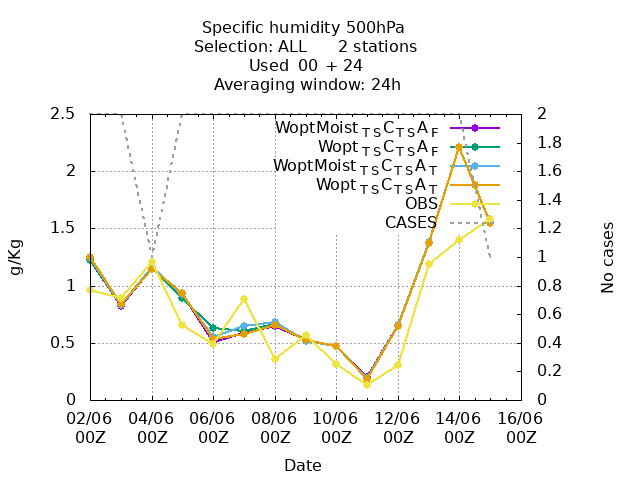 Specific humidity 500hPa
Selection: ALL 2 stations
Used 00 + 24
Averaging window: 24h
2.5
2
1.5
1
0.5
0
g/Kg
WoptMoist TS C TS A F
Wopt TS C TS A F
WoptMoist TS C TS A T
Wopt TS C TS A T
OBS
CASES
2
1.8
1.6
1.4
1.2
1
0.8
0.6
0.4
0.2
0
No cases
02/06 04/06 06/06 08/06 10/06 12/06 14/06 16/06
00Z 00Z 00Z 00Z 00Z 00Z 00Z 00Z
Date